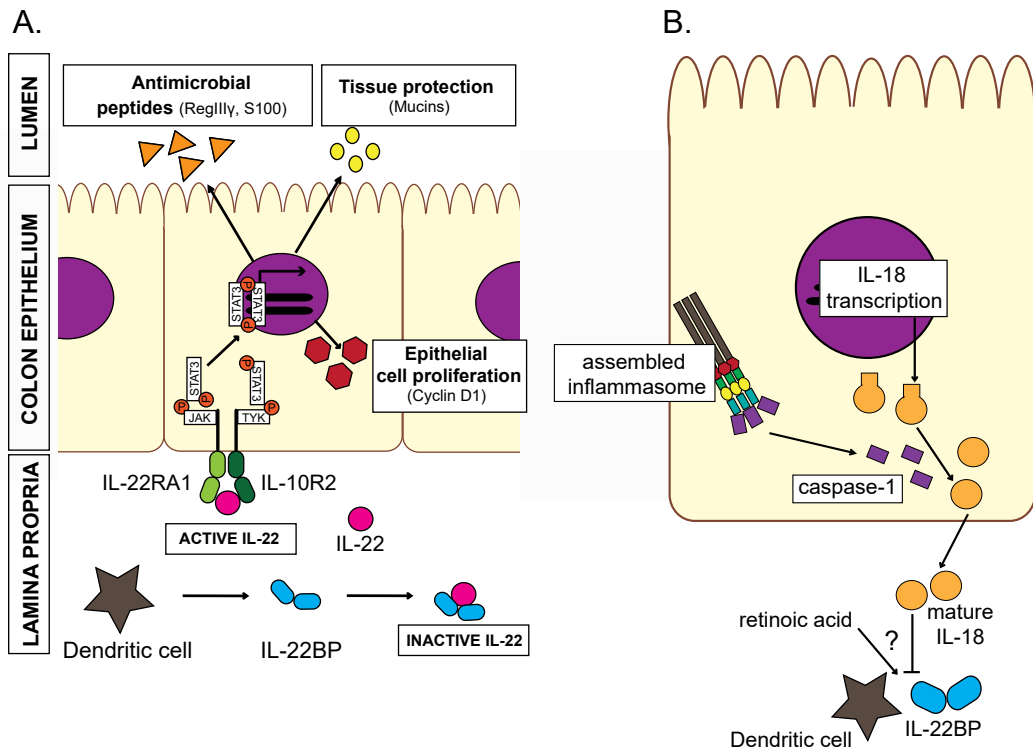 A.
LUMEN
Antimicrobial
peptides (RegIIIγ, S100)
Tissue protection
(Mucins)
COLON EPITHELIUM
P
STAT3
STAT3
P
Epithelial
cell proliferation
(Cyclin D1)
STAT3
P
P
JAK
P
STAT3
P
TYK
LAMINA PROPRIA
IL-22RA1
IL-10R2
ACTIVE IL-22
IL-22
Dendritic cell
IL-22BP
INACTIVE IL-22
B.
IL-18
transcription
assembled
inflammasome
caspase-1
mature
IL-18
retinoic acid
?
Dendritic cell
IL-22BP